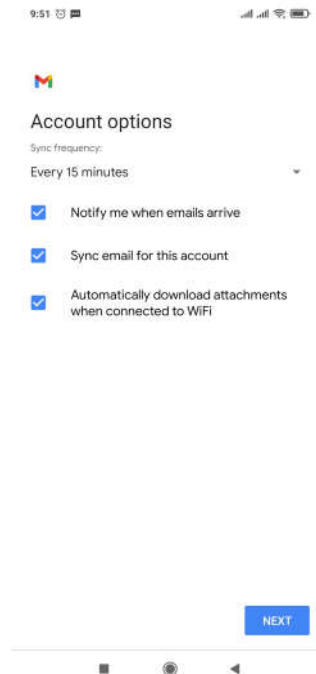 9:51
Account options
Sync frequency:
Every 15 minutes
Notify me when emails arrive
Sync email for this account
Automatically download attachments
when connected to WiFi
NEXT